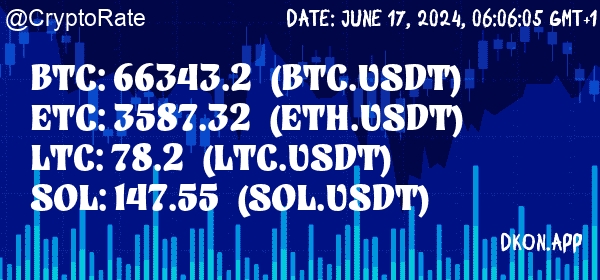 @CryptoRate
DATE: JUNE 17, 2024, 06:06:05 GMT+1
BTC: 66343.2 (BTC.USDT)
ETC: 3587.32 (ETH.USDT)
LTC: 78.2 (LTC.USDT)
SOL: 147.55 (SOL.USDT)
DKON.APP